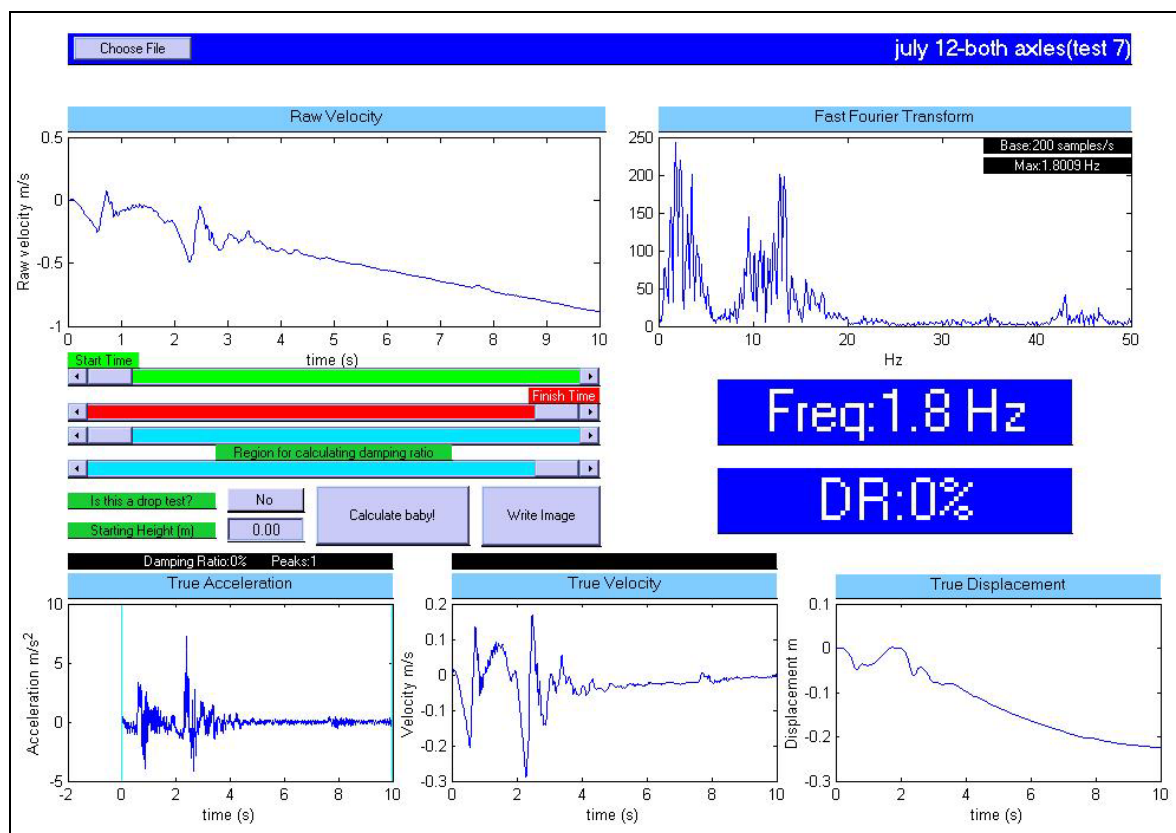 Choose File
july 12-both axles(test 7)
Raw Velocity
0.5
0
-0.5
-1
Raw velocity m/s
0 1 2 3 4 5 6 7 8 9 10
time (s)
Fast Fourier Transform
Base:200 samples/s
Max:1.8009 Hz
250
200
150
100
50
0
0 10 20 30 40 50
Hz
Start Time
Finish Time
Region for calculating damping ratio
Is this a drop test?
No
Starting Height (m)
0.00
Calculate baby!
Write Image
Freq:1.8 Hz
DR:0%
Damping Ratio:0% Peaks:1
True Acceleration
10
5
0
-5
Acceleration m/s²
-2 0 2 4 6 8 10
time (s)
True Velocity
0.2
0.1
0
-0.1
-0.2
-0.3
Velocity m/s
0 2 4 6 8 10
time (s)
True Displacement
0.1
0
-0.1
-0.2
-0.3
Displacement m
0 2 4 6 8 10
time (s)